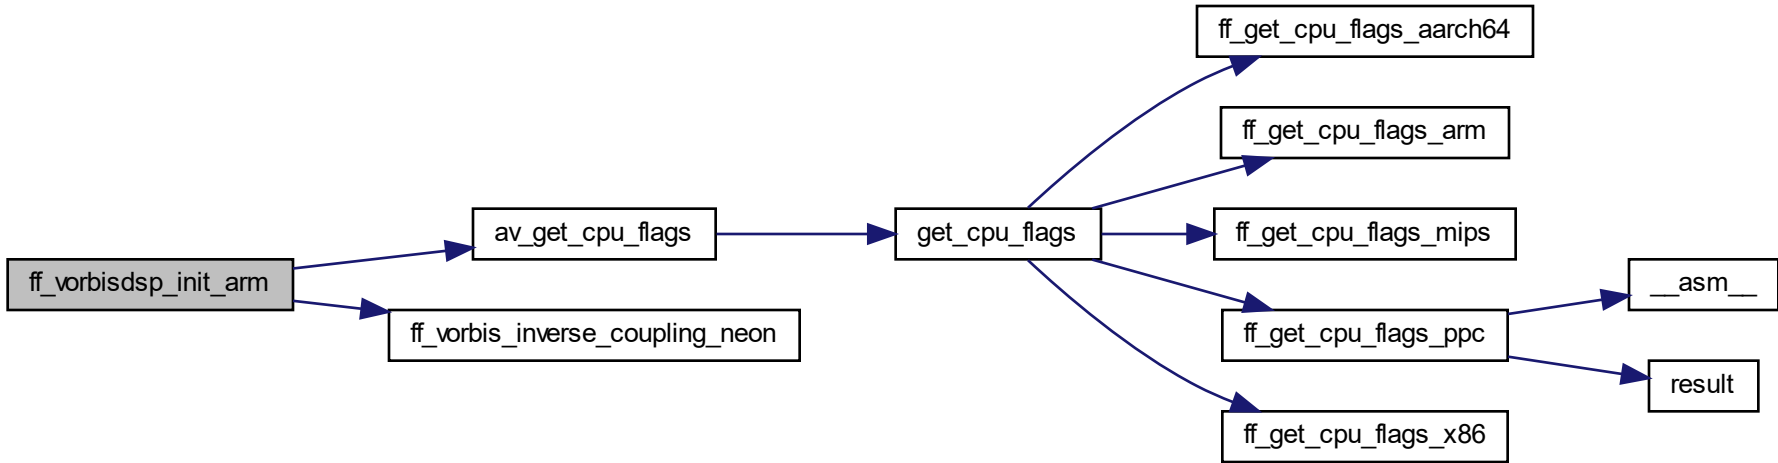 ff_get_cpu_flags_aarch64
ff_get_cpu_flags_arm
av_get_cpu_flags
get_cpu_flags
ff_get_cpu_flags_mips
ff_vorbisdsp_init_arm
__asm__
ff_vorbis_inverse_coupling_neon
ff_get_cpu_flags_ppc
result
ff_get_cpu_flags_x86